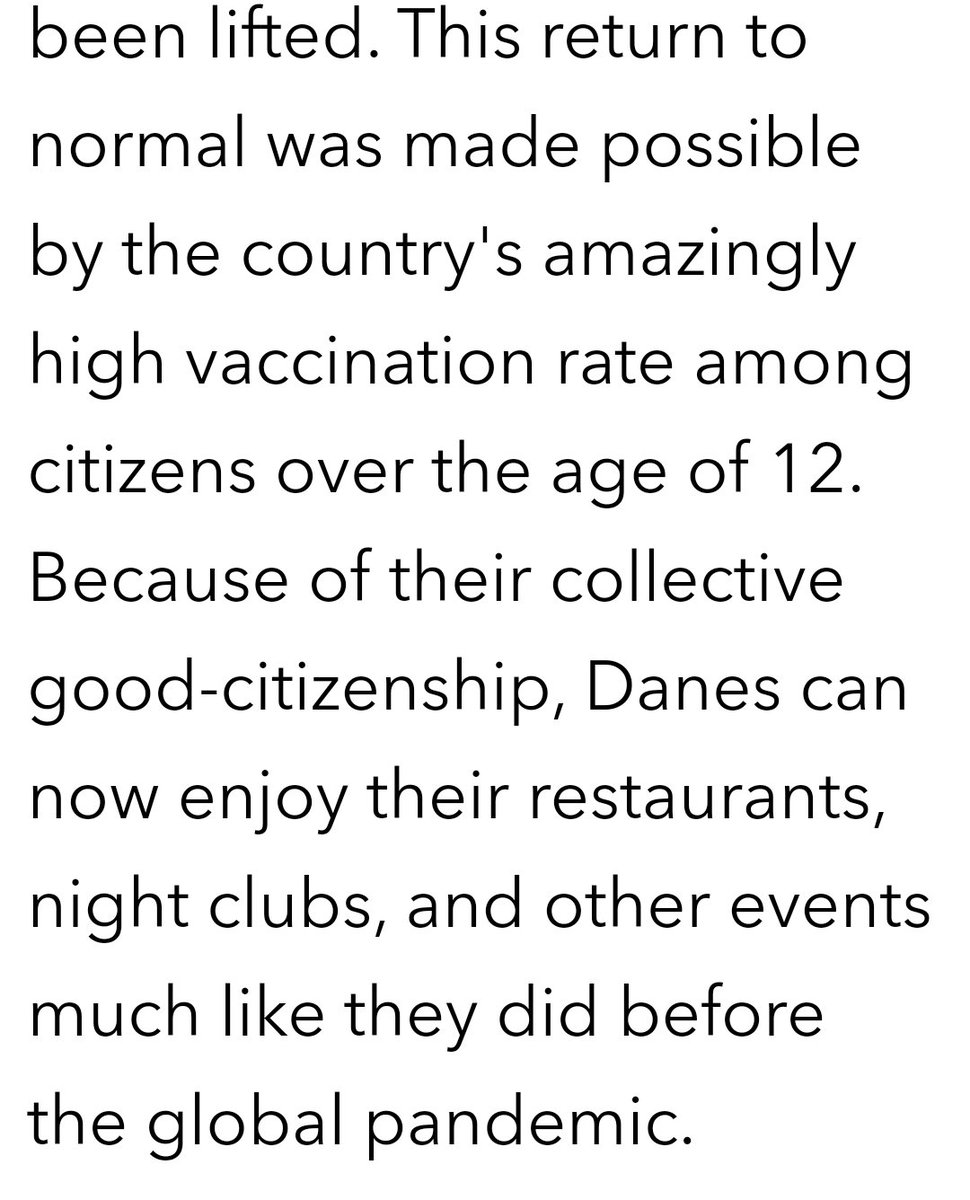 been lifted. This return to
normal was made possible
by the country's amazingly
high vaccination rate among
citizens over the age of 12.
Because of their collective
good-citizenship, Danes can
now enjoy their restaurants,
night clubs, and other events
much like they did before
the global pandemic.